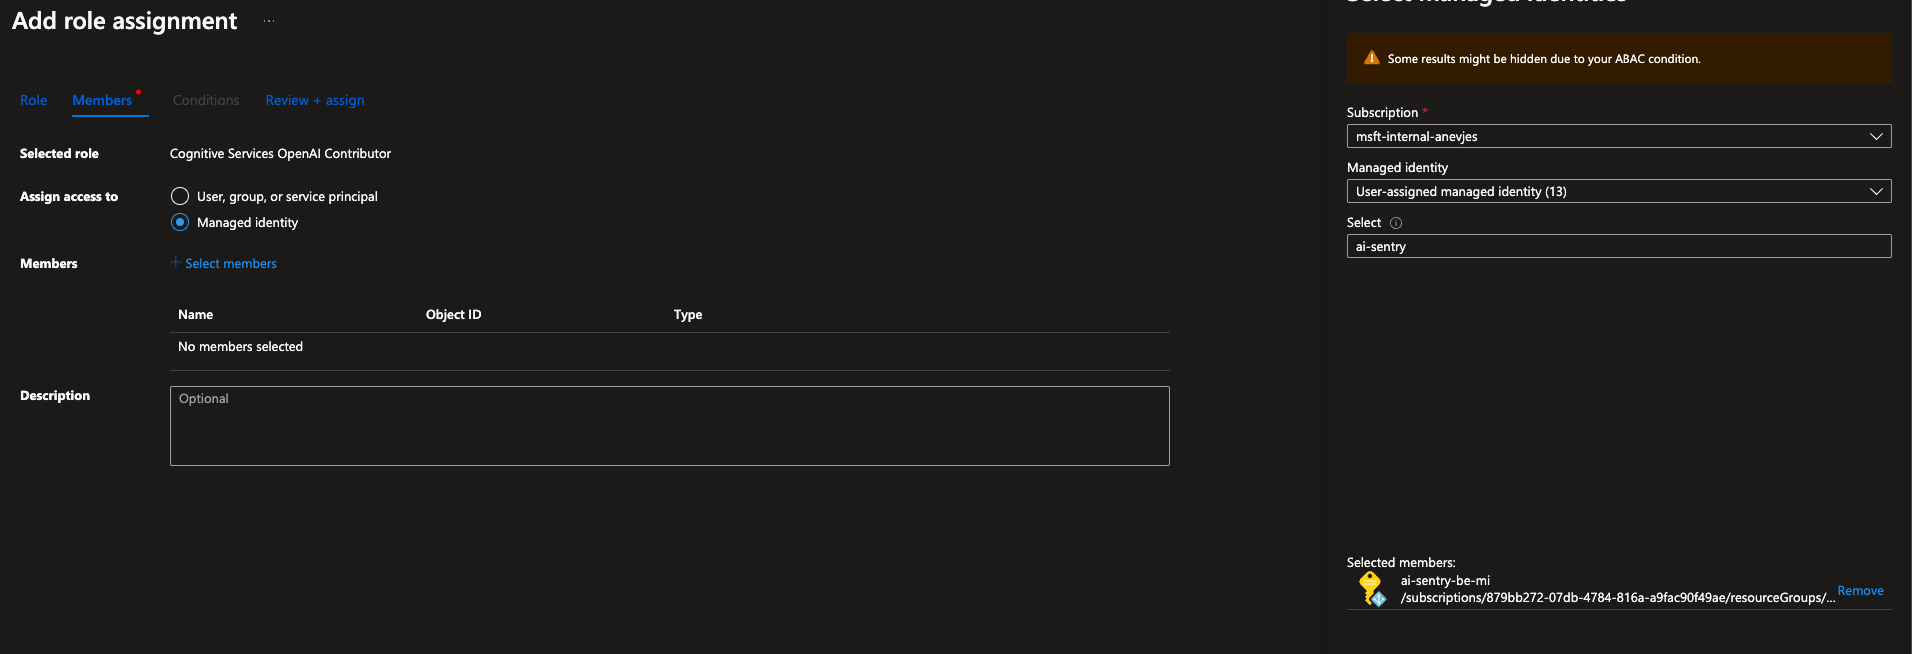 Add role assignment
...
Role
Members
Conditions
Review + assign
Selected role
Cognitive Services OpenAI Contributor
Assign access to
User, group, or service principal
Managed identity
Members
+ Select members
Name
Object ID
Type
No members selected
Description
Optional
Select managed identities
Some results might be hidden due to your ABAC condition.
Subscription *
msft-internal-anevjes
Managed identity
User-assigned managed identity (13)
Select
ai-sentry
Selected members:
ai-sentry-be-mi
/subscriptions/879bb272-07db-4784-816a-a9fac90f49ae/resourceGroups/...
Remove